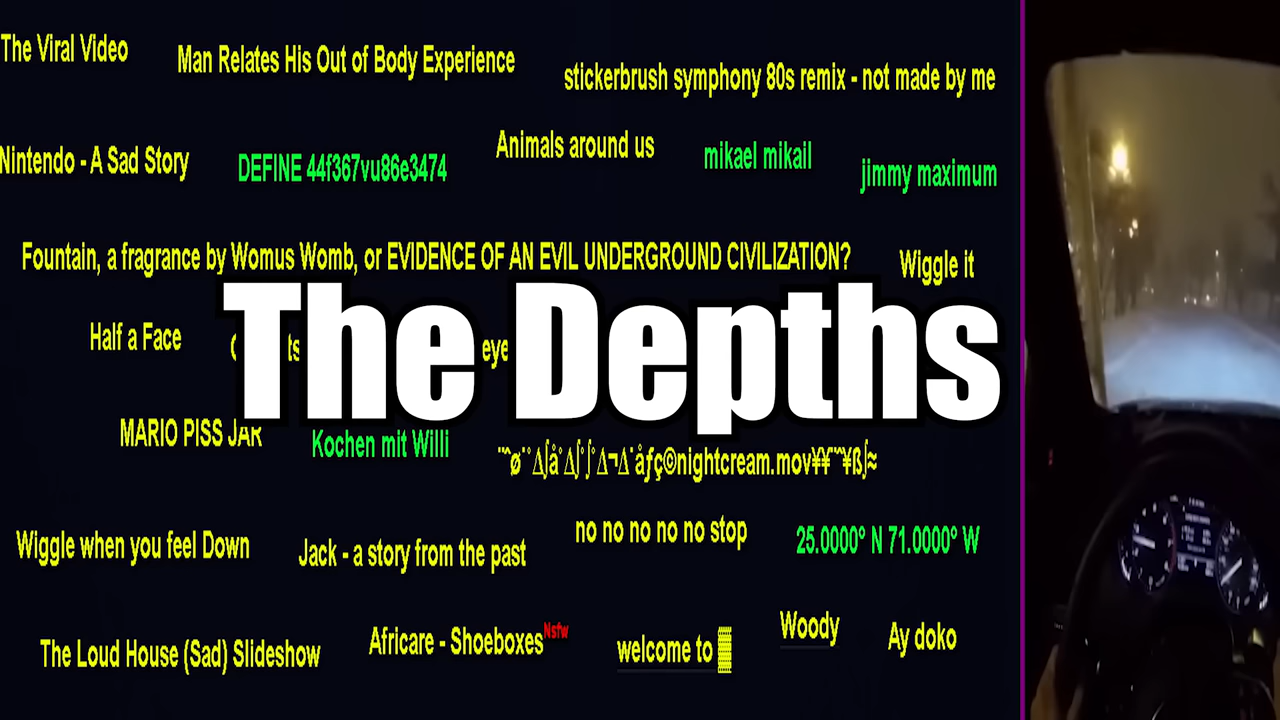 The Viral Video
Man Relates His Out of Body Experience
stickerbrush symphony 80s remix - not made by me
Nintendo - A Sad Story
DEFINE 44f367vu86e3474
Animals around us
mikael mikail
jimmy maximum
Fountain, a fragrance by Womus Womb, or EVIDENCE OF AN EVIL UNDERGROUND CIVILIZATION?
Wiggle it
Half a Face
The Depths
MARIO PISS JAR
Kochen mit Willi
nightcream.mov
Wiggle when you feel Down
Jack - a story from the past
no no no no no stop
25.0000° N 71.0000° W
The Loud House (Sad) Slideshow
Africare - Shoeboxes Nsfw
welcome to ▒
Woody
Ay doko